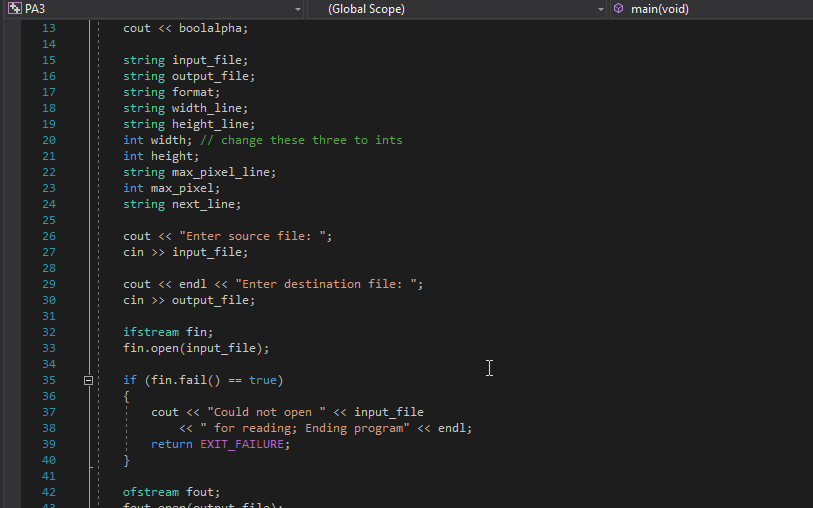 PA3 (Global Scope) main(void)
13 cout << boolalpha;
14
15 string input_file;
16 string output_file;
17 string format;
18 string width_line;
19 string height_line;
20 int width; // change these three to ints
21 int height;
22 string max_pixel_line;
23 int max_pixel;
24 string next_line;
25
26 cout << "Enter source file: ";
27 cin >> input_file;
28
29 cout << endl << "Enter destination file: ";
30 cin >> output_file;
31
32 ifstream fin;
33 fin.open(input_file);
34
35 if (fin.fail() == true)
36 {
37 cout << "Could not open " << input_file
38 << " for reading; Ending program" << endl;
39 return EXIT_FAILURE;
40 }
41
42 ofstream fout;
43 fout.open(output_file);